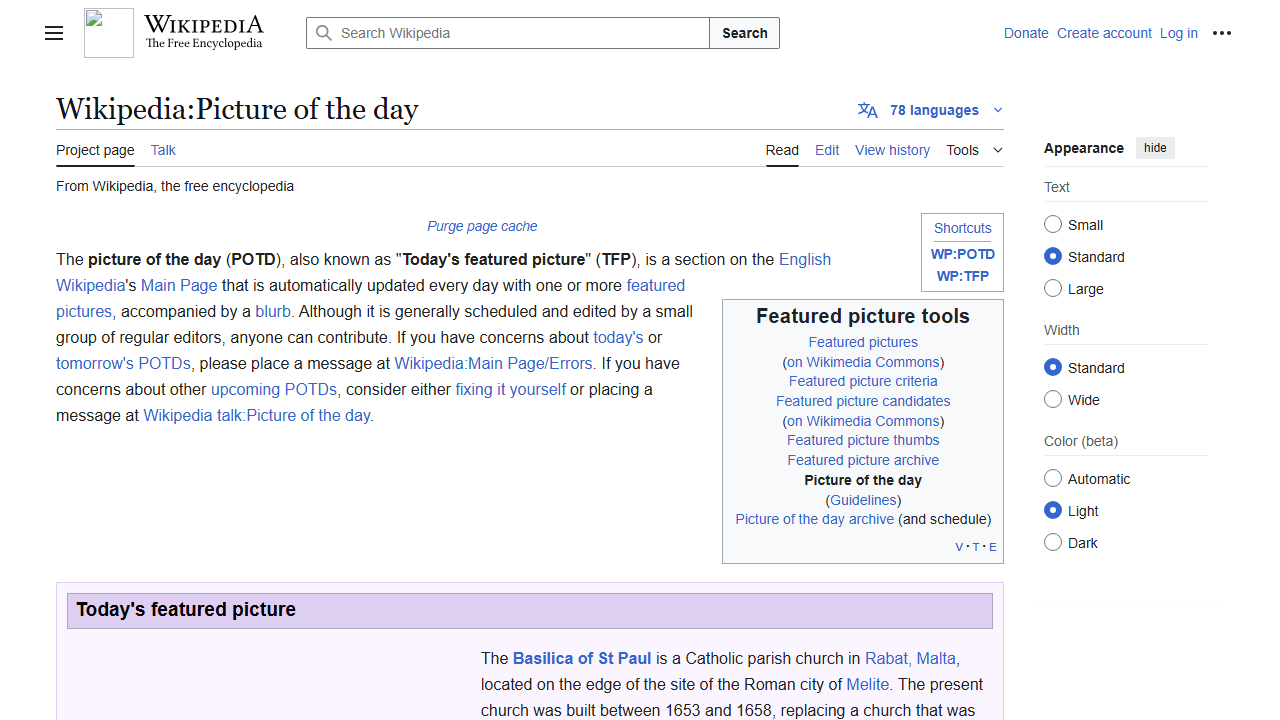 WIKIPEDIA
The Free Encyclopedia
Search Wikipedia
Search
Donate
Create account
Log in
Wikipedia:Picture of the day
78 languages
Project page
Talk
Read
Edit
View history
Tools
From Wikipedia, the free encyclopedia
Purge page cache
Shortcuts
WP:POTD
WP:TFP
The picture of the day (POTD), also known as "Today's featured picture" (TFP), is a section on the English
Wikipedia's Main Page that is automatically updated every day with one or more featured
pictures, accompanied by a blurb. Although it is generally scheduled and edited by a small
group of regular editors, anyone can contribute. If you have concerns about today's or
tomorrow's POTDs, please place a message at Wikipedia:Main Page/Errors. If you have
concerns about other upcoming POTDs, consider either fixing it yourself or placing a
message at Wikipedia talk:Picture of the day.
Featured picture tools
Featured pictures
(on Wikimedia Commons)
Featured picture criteria
Featured picture candidates
(on Wikimedia Commons)
Featured picture thumbs
Featured picture archive
Picture of the day
(Guidelines)
Picture of the day archive (and schedule)
V · T · E
Today's featured picture
The Basilica of St Paul is a Catholic parish church in Rabat, Malta,
located on the edge of the site of the Roman city of Melite. The present
church was built between 1653 and 1658, replacing a church that was
Appearance
hide
Text
Small
Standard
Large
Width
Standard
Wide
Color (beta)
Automatic
Light
Dark